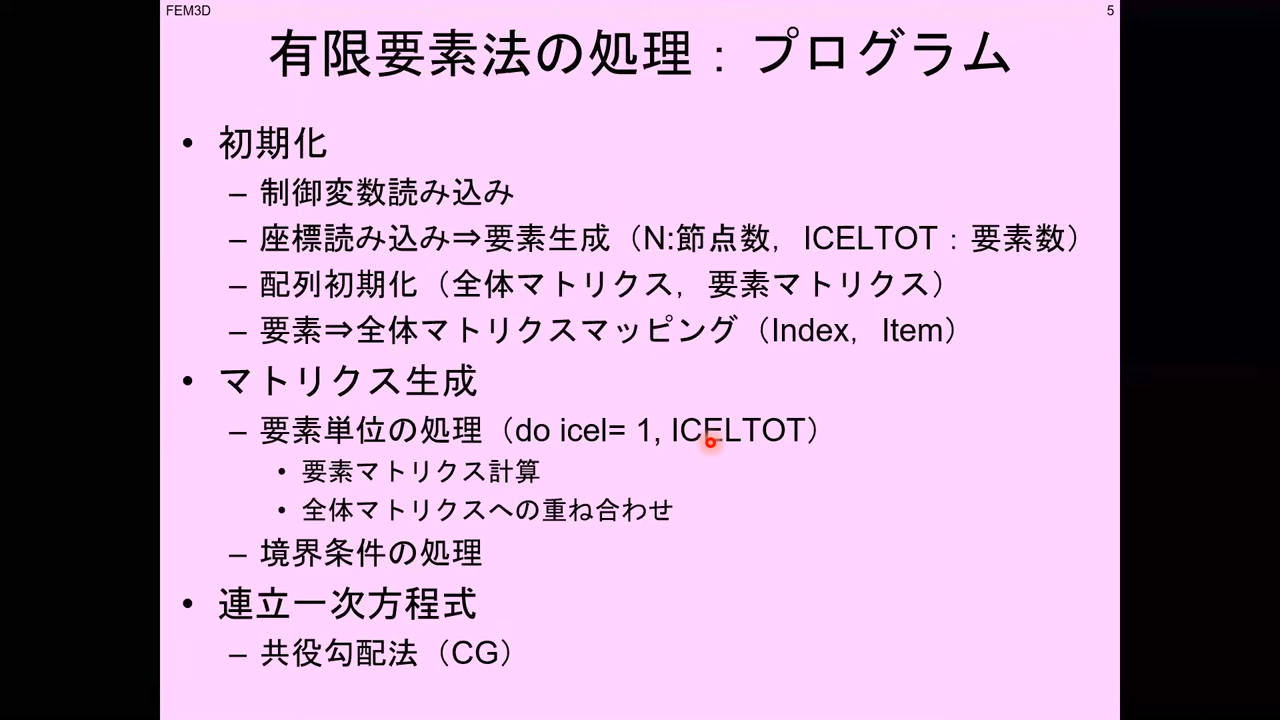 FEM3D
5
有限要素法の処理：プログラム
• 初期化
– 制御変数読み込み
– 座標読み込み⇒要素生成（N:節点数，ICELTOT：要素数）
– 配列初期化（全体マトリクス，要素マトリクス）
– 要素⇒全体マトリクスマッピング（Index，Item）
• マトリクス生成
– 要素単位の処理（do icel= 1, ICELTOT）
• 要素マトリクス計算
• 全体マトリクスへの重ね合わせ
– 境界条件の処理
• 連立一次方程式
– 共役勾配法（CG）